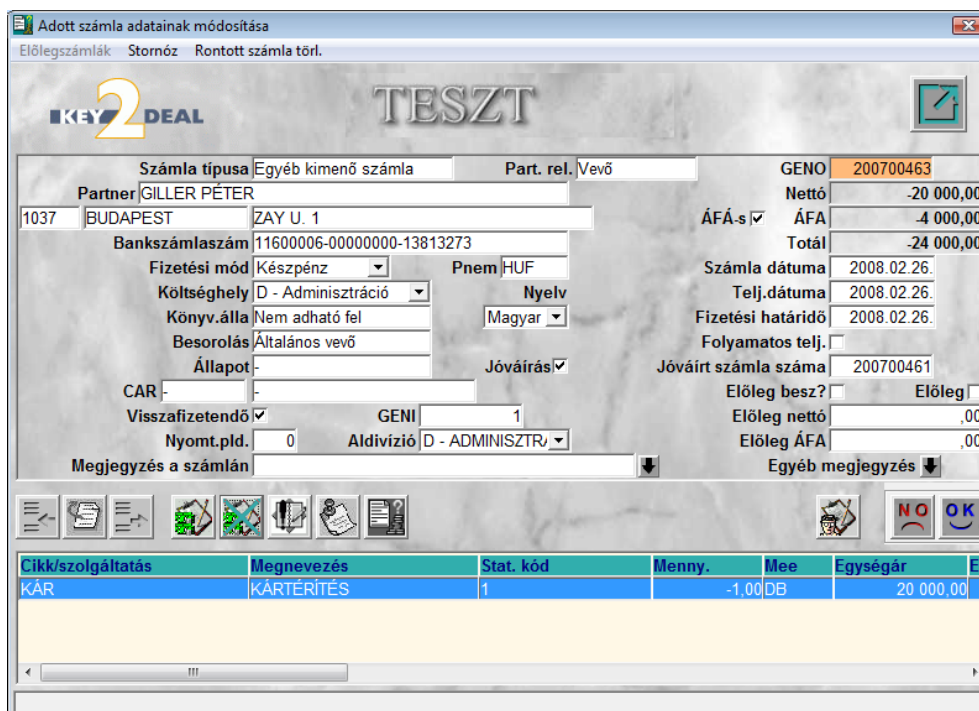 Adott számla adatainak módosítása
Előlegszámlák Stornóz Rontott számla törl.
KEY 2 DEAL TESZT
Számla típusa Egyéb kimenő számla Part. rel. Vevő GENO 200700463
Partner GILLER PÉTER Nettó -20 000,00
1037 BUDAPEST ZAY U. 1 ÁFÁ-s ÁFA -4 000,00
Bankszámlaszám 11600006-00000000-13813273 Totál -24 000,00
Fizetési mód Készpénz Pnem HUF Számla dátuma 2008.02.26.
Költséghely D - Adminisztráció Nyelv Telj.dátuma 2008.02.26.
Könyv.álla Nem adható fel Magyar Fizetési határidő 2008.02.26.
Besorolás Általános vevő Folyamatos telj.
Állapot - Jóváírás Jóváírt számla száma 200700461
CAR - - Előleg besz? Előleg
Visszafizetendő GENI 1 Előleg nettó ,00
Nyomt.pld. 0 Aldivízió D - ADMINISZTR Előleg ÁFA ,00
Megjegyzés a számlán Egyéb megjegyzés
NO OK
Cikk/szolgáltatás Megnevezés Stat. kód Menny. Mee Egységár E
KÁR KÁRTÉRÍTÉS 1 -1,00 DB 20 000,00